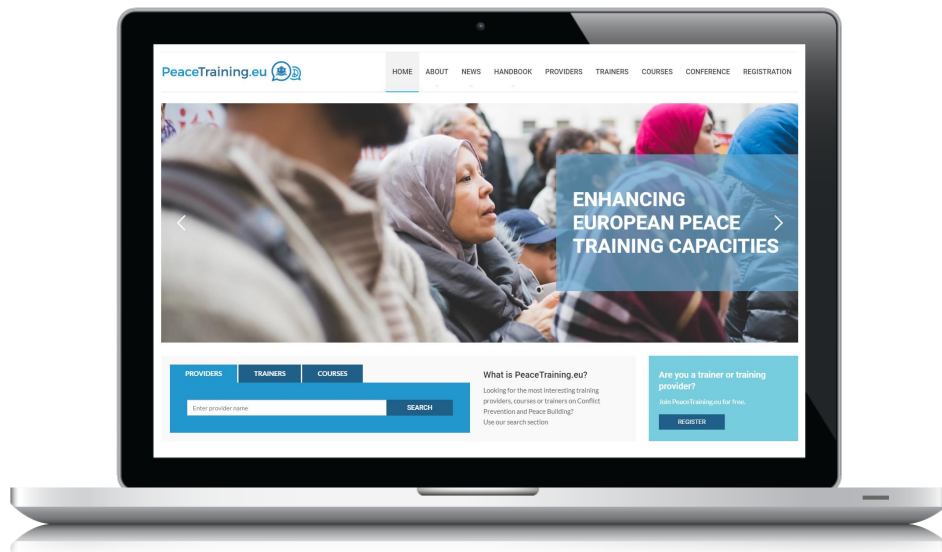 PeaceTraining.eu
HOME ABOUT NEWS HANDBOOK PROVIDERS TRAINERS COURSES CONFERENCE REGISTRATION
ENHANCING
EUROPEAN PEACE
TRAINING CAPACITIES
PROVIDERS TRAINERS COURSES
Enter provider name SEARCH
What is PeaceTraining.eu?
Looking for the most interesting training
providers, courses or trainers on Conflict
Prevention and Peace Building?
Use our search section
Are you a trainer or training
provider?
Join PeaceTraining.eu for free.
REGISTER